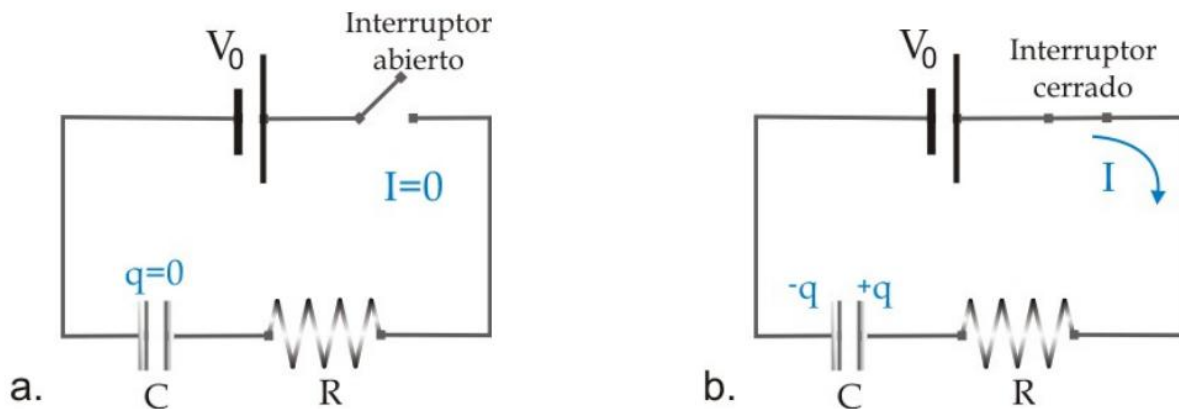 V0
Interruptor
abierto
I=0
q=0
C
R
a.
V0
Interruptor
cerrado
I
-q
+q
C
R
b.